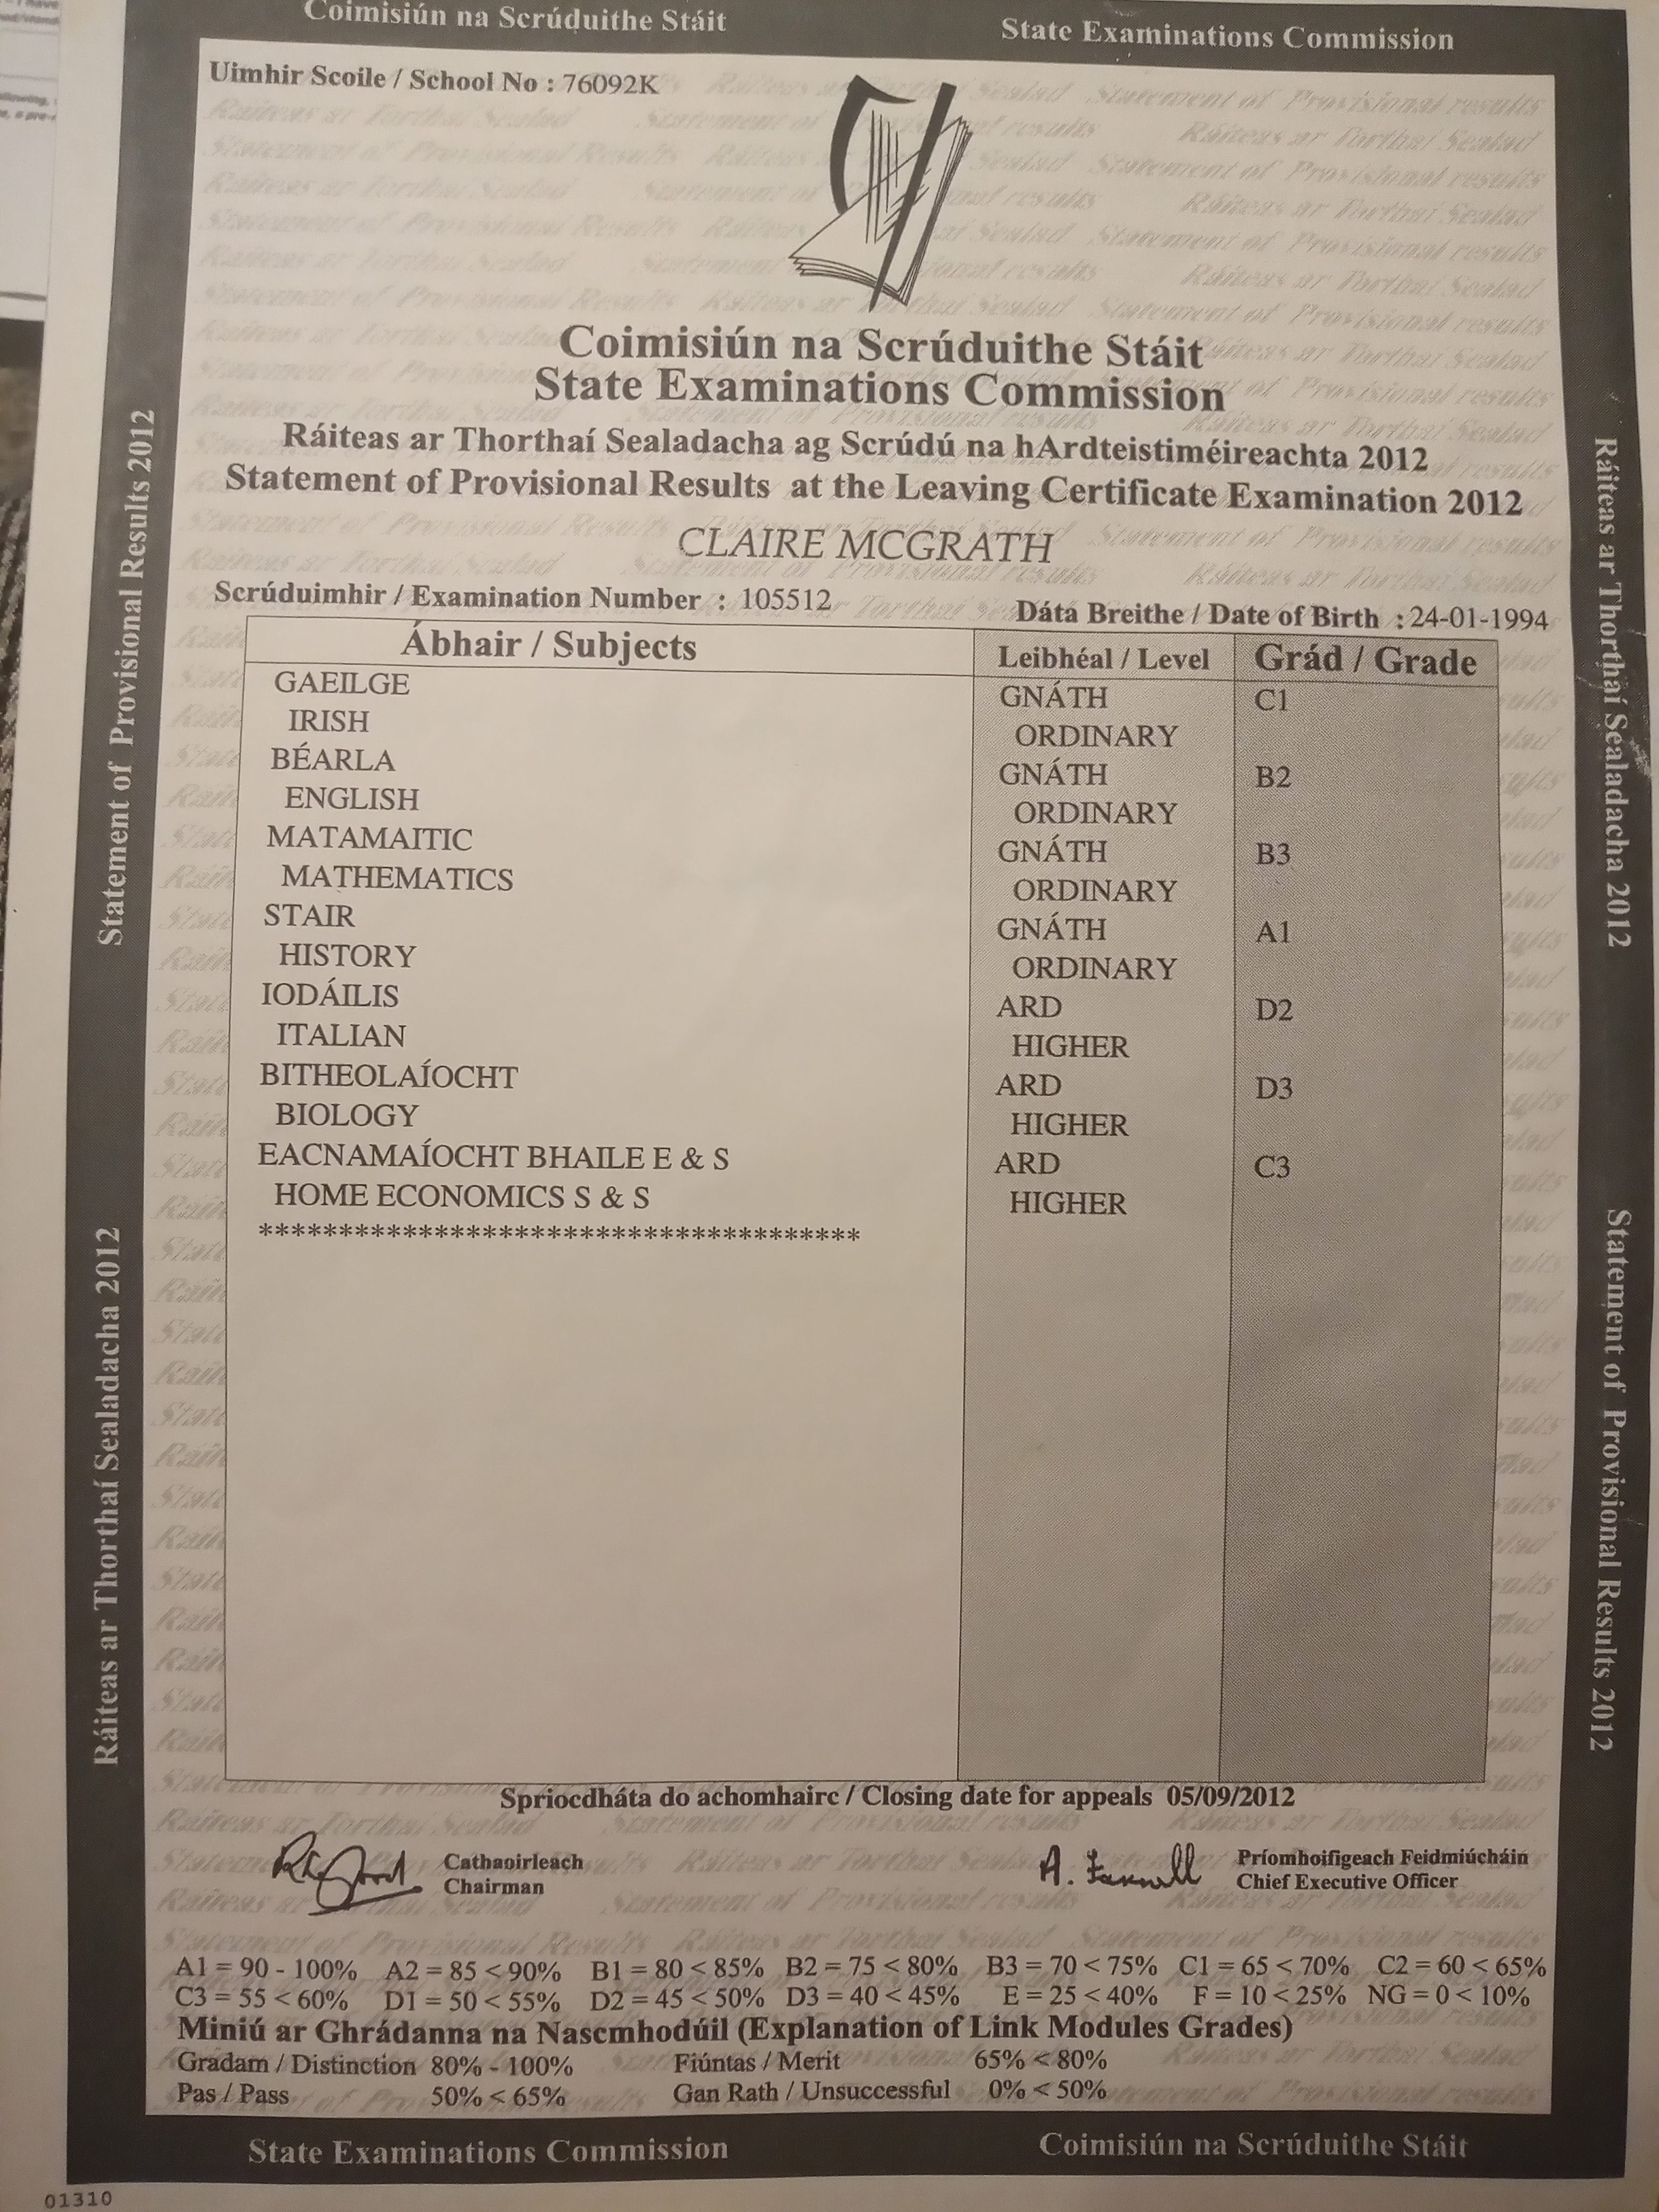 Coimisiún na Scrúduithe Stáit State Examinations Commission
Uimhir Scoile / School No : 76092K
Coimisiún na Scrúduithe Stáit
State Examinations Commission
Ráiteas ar Thorthaí Sealadacha ag Scrúdú na hArdteistiméireachta 2012
Statement of Provisional Results at the Leaving Certificate Examination 2012
CLAIRE MCGRATH
Scrúduimhir / Examination Number : 105512 Dáta Breithe / Date of Birth : 24-01-1994
Ábhair / Subjects Leibhéal / Level Grád / Grade
GAEILGE GNÁTH C1
IRISH ORDINARY
BÉARLA GNÁTH B2
ENGLISH ORDINARY
MATAMAITIC GNÁTH B3
MATHEMATICS ORDINARY
STAIR GNÁTH A1
HISTORY ORDINARY
IODÁILIS ARD D2
ITALIAN HIGHER
BITHEOLAÍOCHT ARD D3
BIOLOGY HIGHER
EACNAMAÍOCHT BHAILE E & S ARD C3
HOME ECONOMICS S & S HIGHER
****************************************
Spriocdháta do achomhairc / Closing date for appeals 05/09/2012
Cathaoirleach
Chairman
A. Farrell
Príomhoifigeach Feidmiúcháin
Chief Executive Officer
A1 = 90 - 100% A2 = 85 < 90% B1 = 80 < 85% B2 = 75 < 80% B3 = 70 < 75% C1 = 65 < 70% C2 = 60 < 65%
C3 = 55 < 60% D1 = 50 < 55% D2 = 45 < 50% D3 = 40 < 45% E = 25 < 40% F = 10 < 25% NG = 0 < 10%
Miniú ar Ghrádanna na Nascmhodúil (Explanation of Link Modules Grades)
Gradam / Distinction 80% - 100% Fiúntas / Merit 65% < 80%
Pas / Pass 50% < 65% Gan Rath / Unsuccessful 0% < 50%
State Examinations Commission Coimisiún na Scrúduithe Stáit
01310
Statement of Provisional Results 2012
Ráiteas ar Thorthaí Sealadacha 2012
Ráiteas ar Thorthaí Sealadacha 2012
Statement of Provisional Results 2012